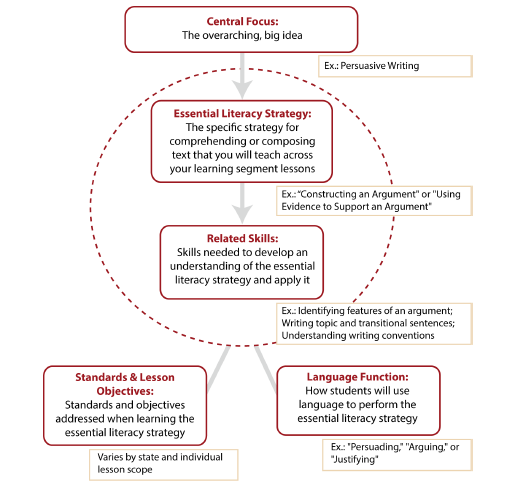 Central Focus:
The overarching, big idea
Ex.: Persuasive Writing
Essential Literacy Strategy:
The specific strategy for
comprehending or composing
text that you will teach across
your learning segment lessons
Ex.: “Constructing an Argument" or "Using
Evidence to Support an Argument"
Related Skills:
Skills needed to develop an
understanding of the essential
literacy strategy and apply it
Ex.: Identifying features of an argument;
Writing topic and transitional sentences;
Understanding writing conventions
Standards & Lesson
Objectives:
Standards and objectives
addressed when learning the
essential literacy strategy
Varies by state and individual
lesson scope
Language Function:
How students will use
language to perform the
essential literacy strategy
Ex.: "Persuading," "Arguing," or
"Justifying"